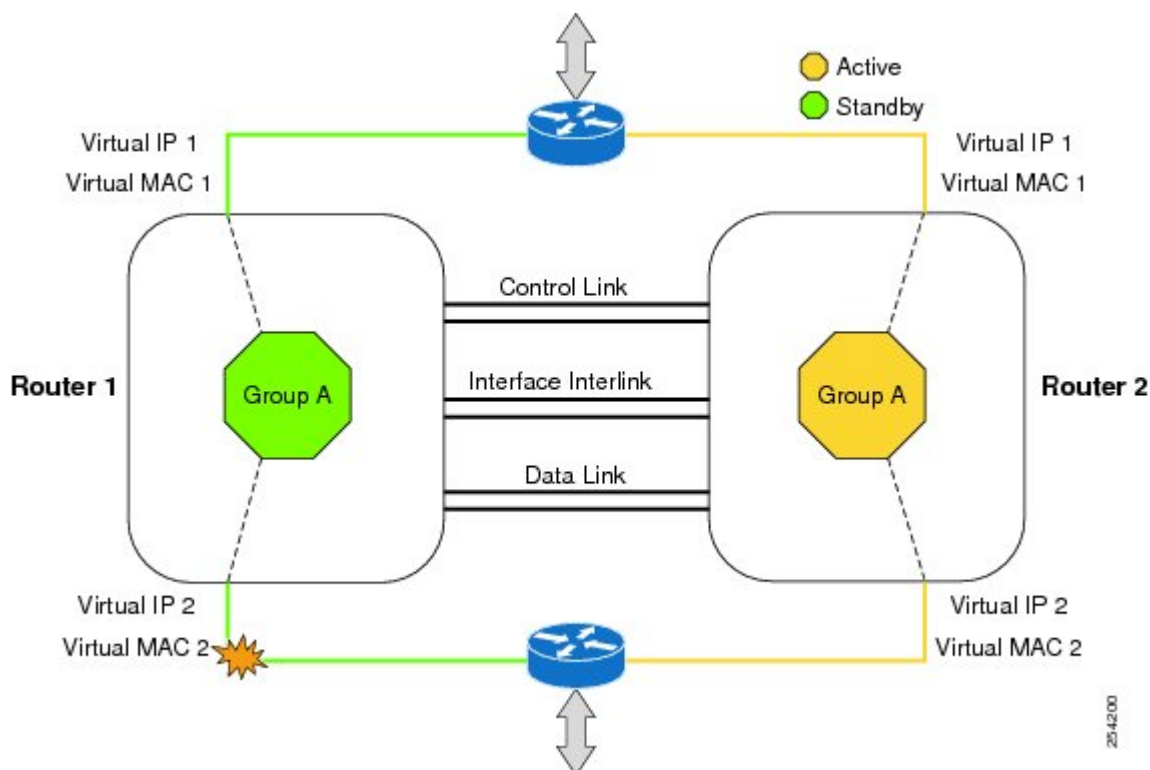 Active
Standby
Virtual IP 1
Virtual MAC 1
Virtual IP 1
Virtual MAC 1
Control Link
Router 1
Group A
Interface Interlink
Group A
Router 2
Data Link
Virtual IP 2
Virtual MAC 2
Virtual IP 2
Virtual MAC 2
254200